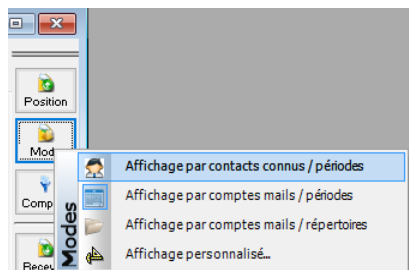 Position
Mod
Affichage par contacts connus / périodes
Comp
Affichage par comptes mails / périodes
Affichage par comptes mails / répertoires
Modes
Affichage personnalisé...